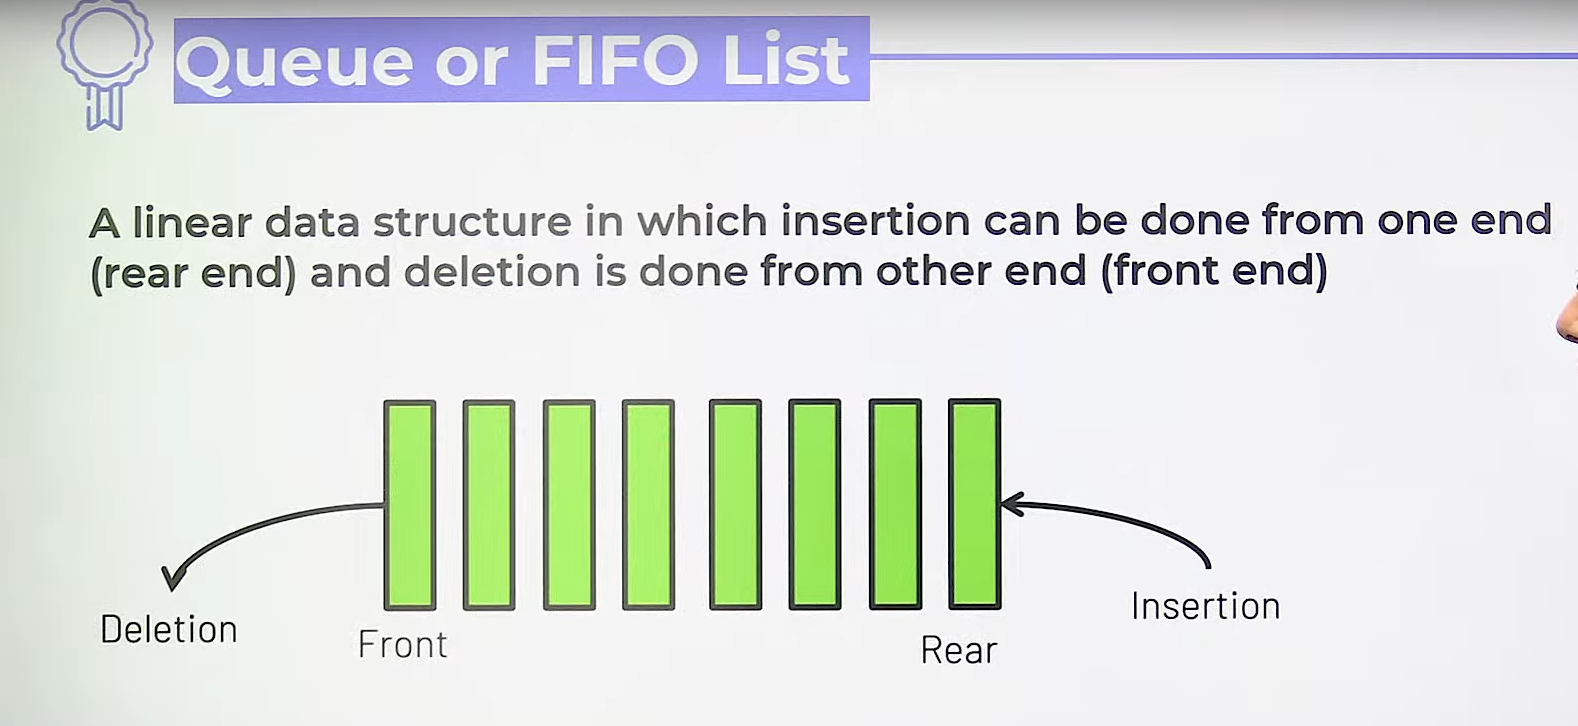 Queue or FIFO List
A linear data structure in which insertion can be done from one end
(rear end) and deletion is done from other end (front end)
Deletion
Front
Rear
Insertion